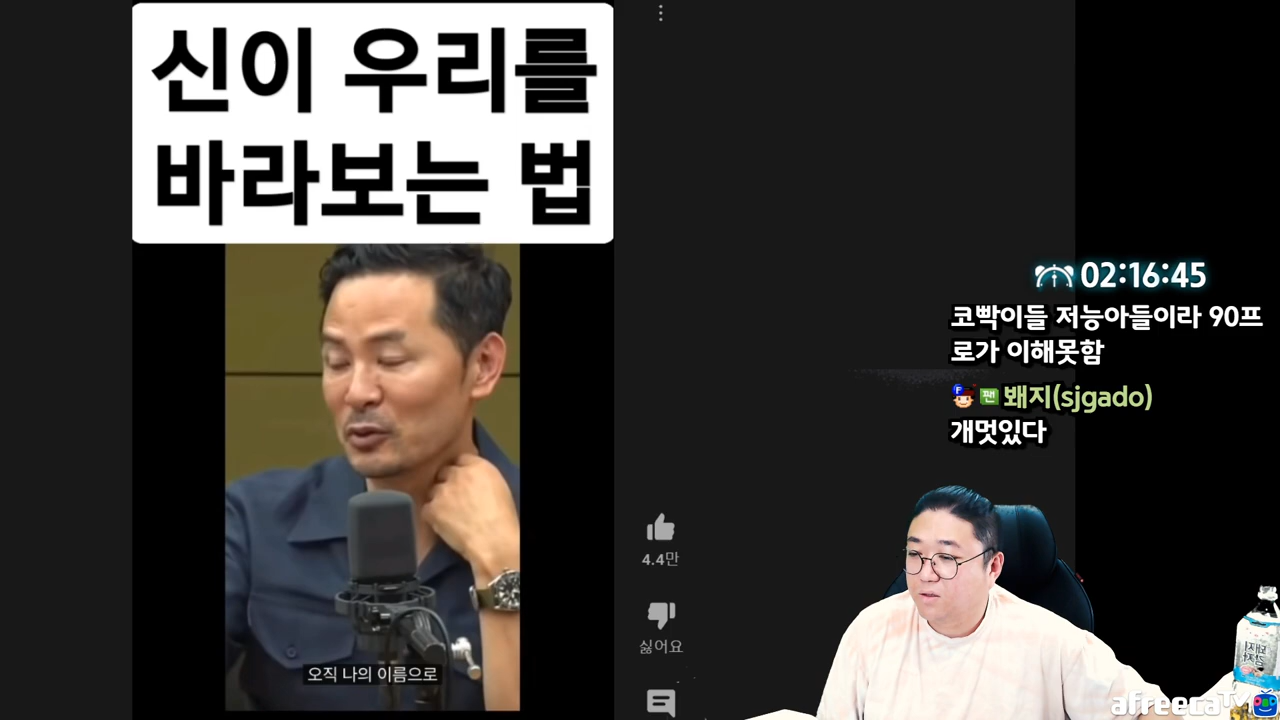 신이 우리를
바라보는 법
02:16:45
코빡이들 저능아들이라 90프
로가 이해못함
봬지(sjgado)
개멋있다
4.4만
싫어요
오직 나의 이름으로
afreecaTV